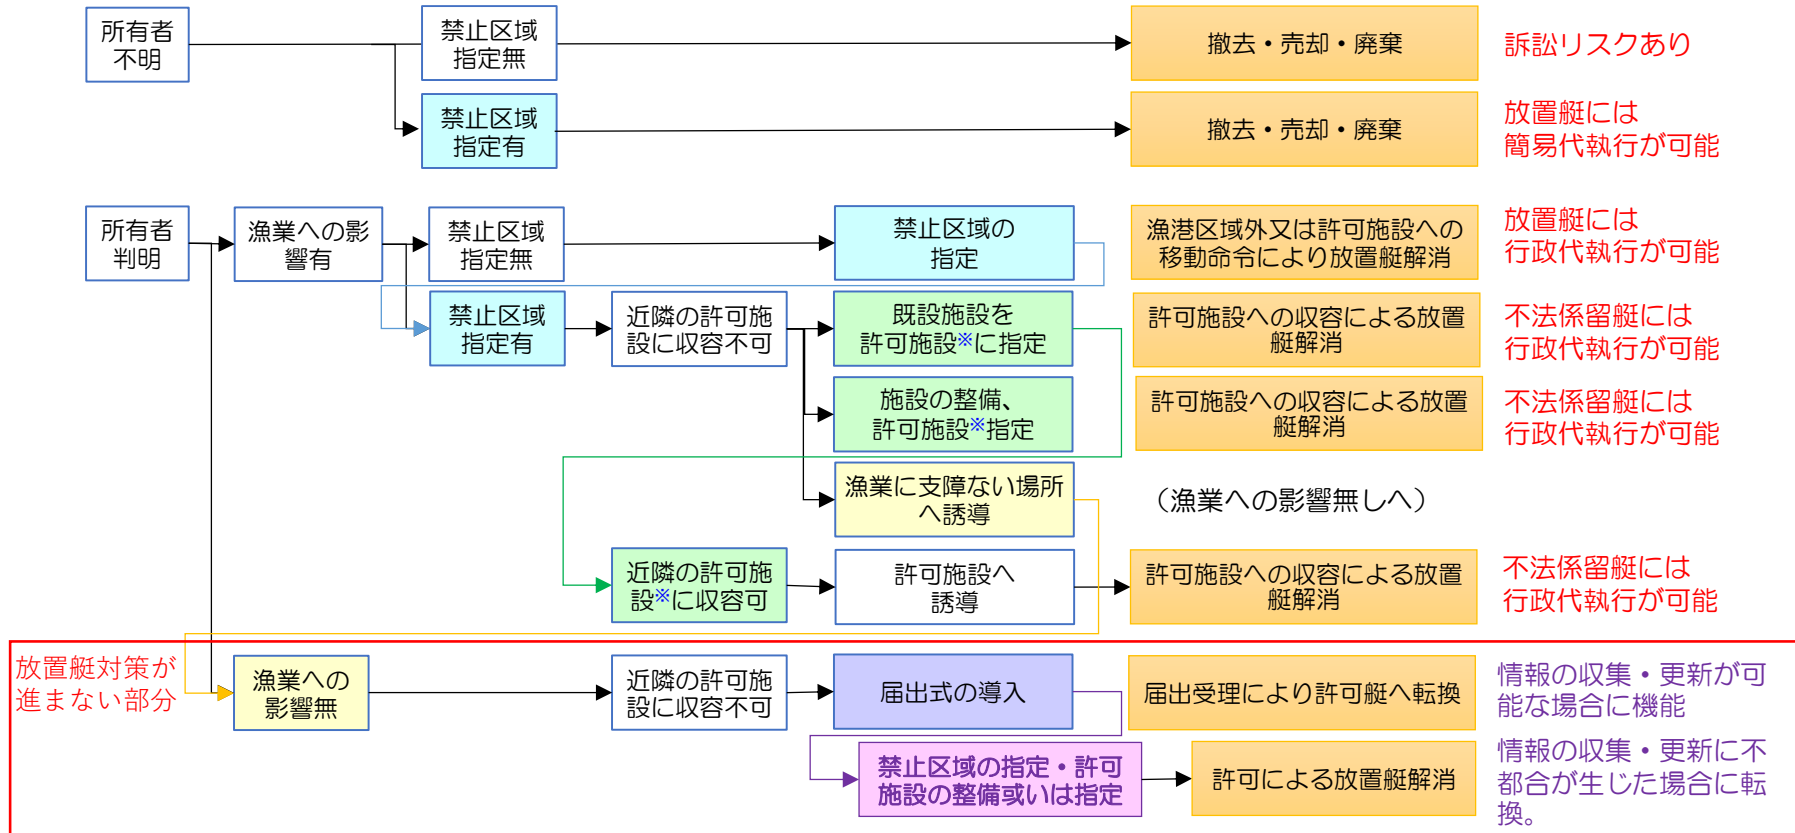 所有者
不明
禁止区域
指定無
撤去・売却・廃棄
訴訟リスクあり
禁止区域
指定有
撤去・売却・廃棄
放置艇には
簡易代執行が可能
所有者
判明
漁業への影
響有
禁止区域
指定無
禁止区域の
指定
漁港区域外又は許可施設への
移動命令により放置艇解消
放置艇には
行政代執行が可能
禁止区域
指定有
近隣の許可施
設に収容不可
既設施設を
許可施設※に指定
許可施設への収容による放置
艇解消
不法係留艇には
行政代執行が可能
施設の整備、
許可施設※指定
許可施設への収容による放置
艇解消
不法係留艇には
行政代執行が可能
漁業に支障ない場所
へ誘導
（漁業への影響無しへ）
近隣の許可施
設※に収容可
許可施設へ
誘導
許可施設への収容による放置
艇解消
不法係留艇には
行政代執行が可能
放置艇対策が
進まない部分
漁業への
影響無
近隣の許可施
設に収容不可
届出式の導入
届出受理により許可艇へ転換
情報の収集・更新が可
能な場合に機能
禁止区域の指定・許可
施設の整備或いは指定
許可による放置艇解消
情報の収集・更新に不
都合が生じた場合に転
換。